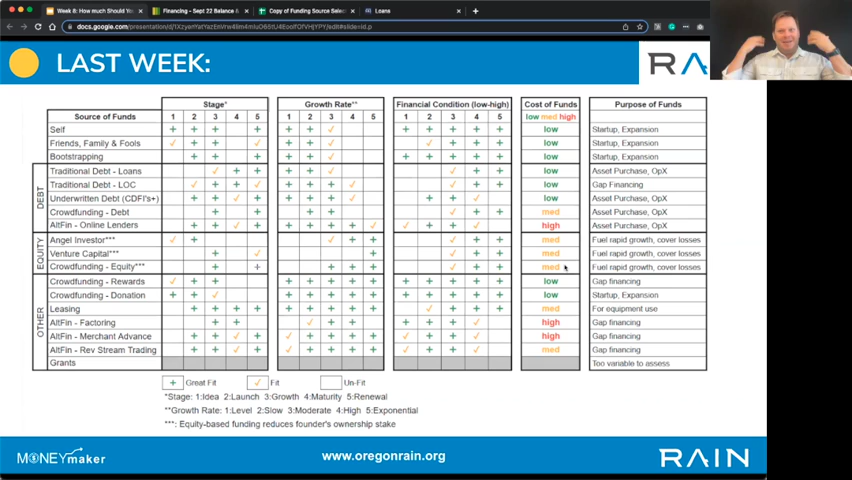 Week 8: How much Should Yo
Financing - Sept 22 Balance &
Copy of Funding Source Selec
Loans
LAST WEEK:
RA
Stage*
Growth Rate**
Financial Condition (low-high)
Cost of Funds
Purpose of Funds
Source of Funds
1 2 3 4 5
1 2 3 4 5
1 2 3 4 5
low med high
Self + + + + + + ✓ + + + + + low Startup, Expansion
Friends, Family & Fools ✓ + + ✓ + + ✓ + ✓ + + + low Startup, Expansion
Bootstrapping + + + + + + + + + + low Startup, Expansion
DEBT
Traditional Debt - Loans ✓ + + + + + ✓ + + low Asset Purchase, OpX
Traditional Debt - LOC ✓ + + ✓ + + + ✓ ✓ + + low Gap Financing
Underwritten Debt (CDFI's+) + + ✓ + + + + ✓ + + ✓ low Asset Purchase, OpX
Crowdfunding - Debt + + + + ✓ + + med Asset Purchase, OpX
AltFin - Online Lenders + + ✓ + + + + + ✓ ✓ + + ✓ high Asset Purchase, OpX
EQUITY
Angel Investor*** ✓ + ✓ + + ✓ + + med Fuel rapid growth, cover losses
Venture Capital*** + ✓ + ✓ + + med Fuel rapid growth, cover losses
Crowdfunding - Equity*** + + + + + ✓ + + med Fuel rapid growth, cover losses
OTHER
Crowdfunding - Rewards ✓ + + + + + + + + + + + + low Gap financing
Crowdfunding - Donation + + ✓ + + + + + + + + + + low Startup, Expansion
Leasing + + + + + + + + + ✓ + + + med For equipment use
AltFin - Factoring + + ✓ + + + + + ✓ high Gap financing
AltFin - Merchant Advance + + ✓ + ✓ + + + + ✓ + + ✓ high Gap financing
AltFin - Rev Stream Trading + + ✓ + ✓ + + + + ✓ + + ✓ med Gap financing
Grants Too variable to assess
+ Great Fit ✓ Fit Un-Fit
*Stage: 1:Idea 2:Launch 3:Growth 4:Maturity 5:Renewal
**Growth Rate: 1:Level 2:Slow 3:Moderate 4:High 5:Exponential
***: Equity-based funding reduces founder's ownership stake
MONEYmaker
www.oregonrain.org
RAIN